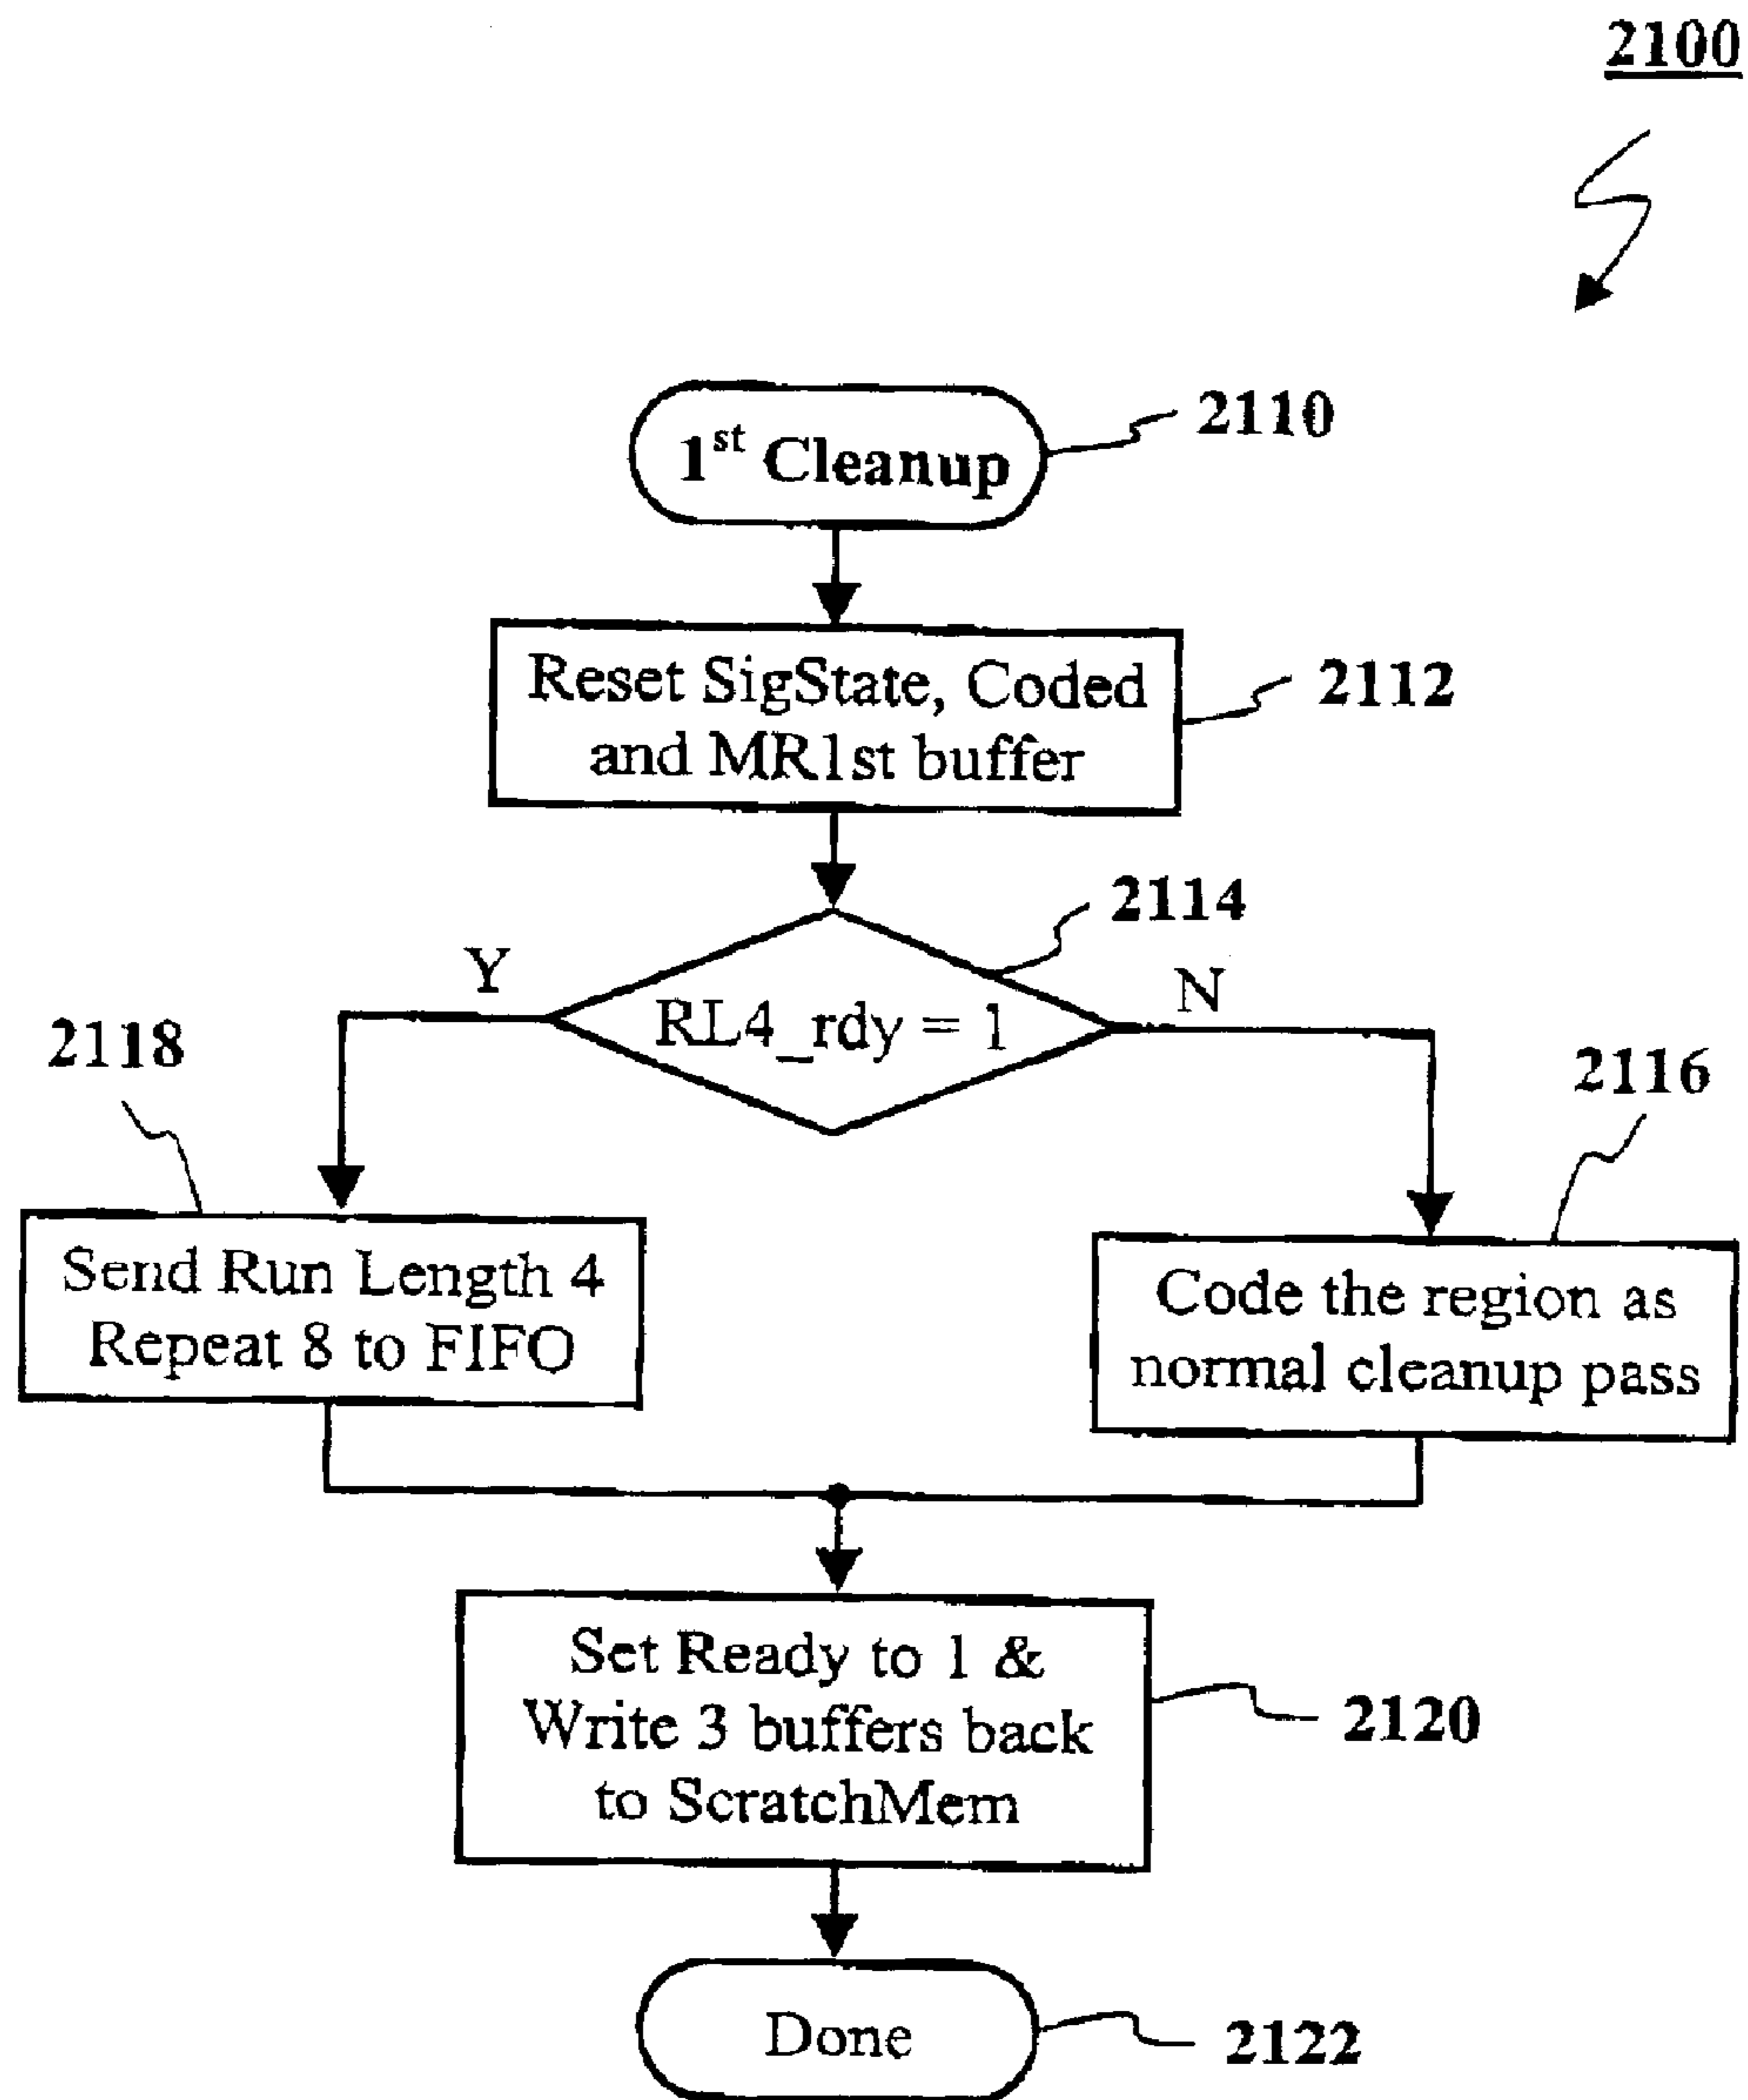 2100
1st Cleanup
2110
Reset SigState, Coded
and MR1st buffer
2112
2114
Y
RL4_rdy = 1
N
2118
2116
Send Run Length 4
Repeat 8 to FIFO
Code the region as
normal cleanup pass
Set Ready to 1 &
Write 3 buffers back
to ScratchMem
2120
Done
2122